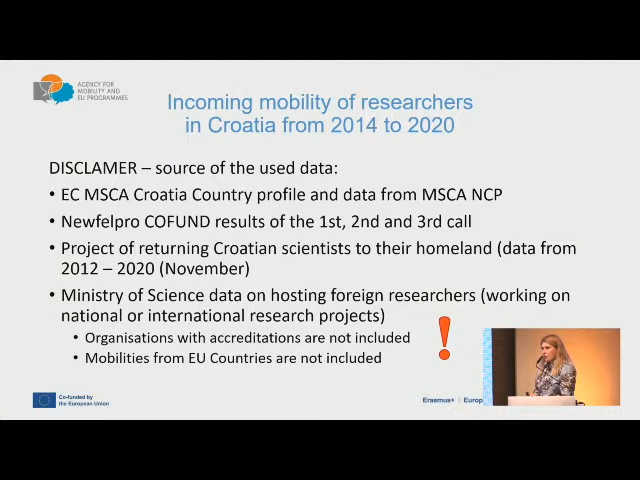 AGENCY FOR
MOBILITY AND
EU PROGRAMMES
Incoming mobility of researchers
in Croatia from 2014 to 2020
DISCLAMER – source of the used data:
• EC MSCA Croatia Country profile and data from MSCA NCP
• Newfelpro COFUND results of the 1st, 2nd and 3rd call
• Project of returning Croatian scientists to their homeland (data from
2012 – 2020 (November)
• Ministry of Science data on hosting foreign researchers (working on
national or international research projects)
• Organisations with accreditations are not included
• Mobilities from EU Countries are not included
!
Co-funded by
the European Union
Erasmus+ | Europ